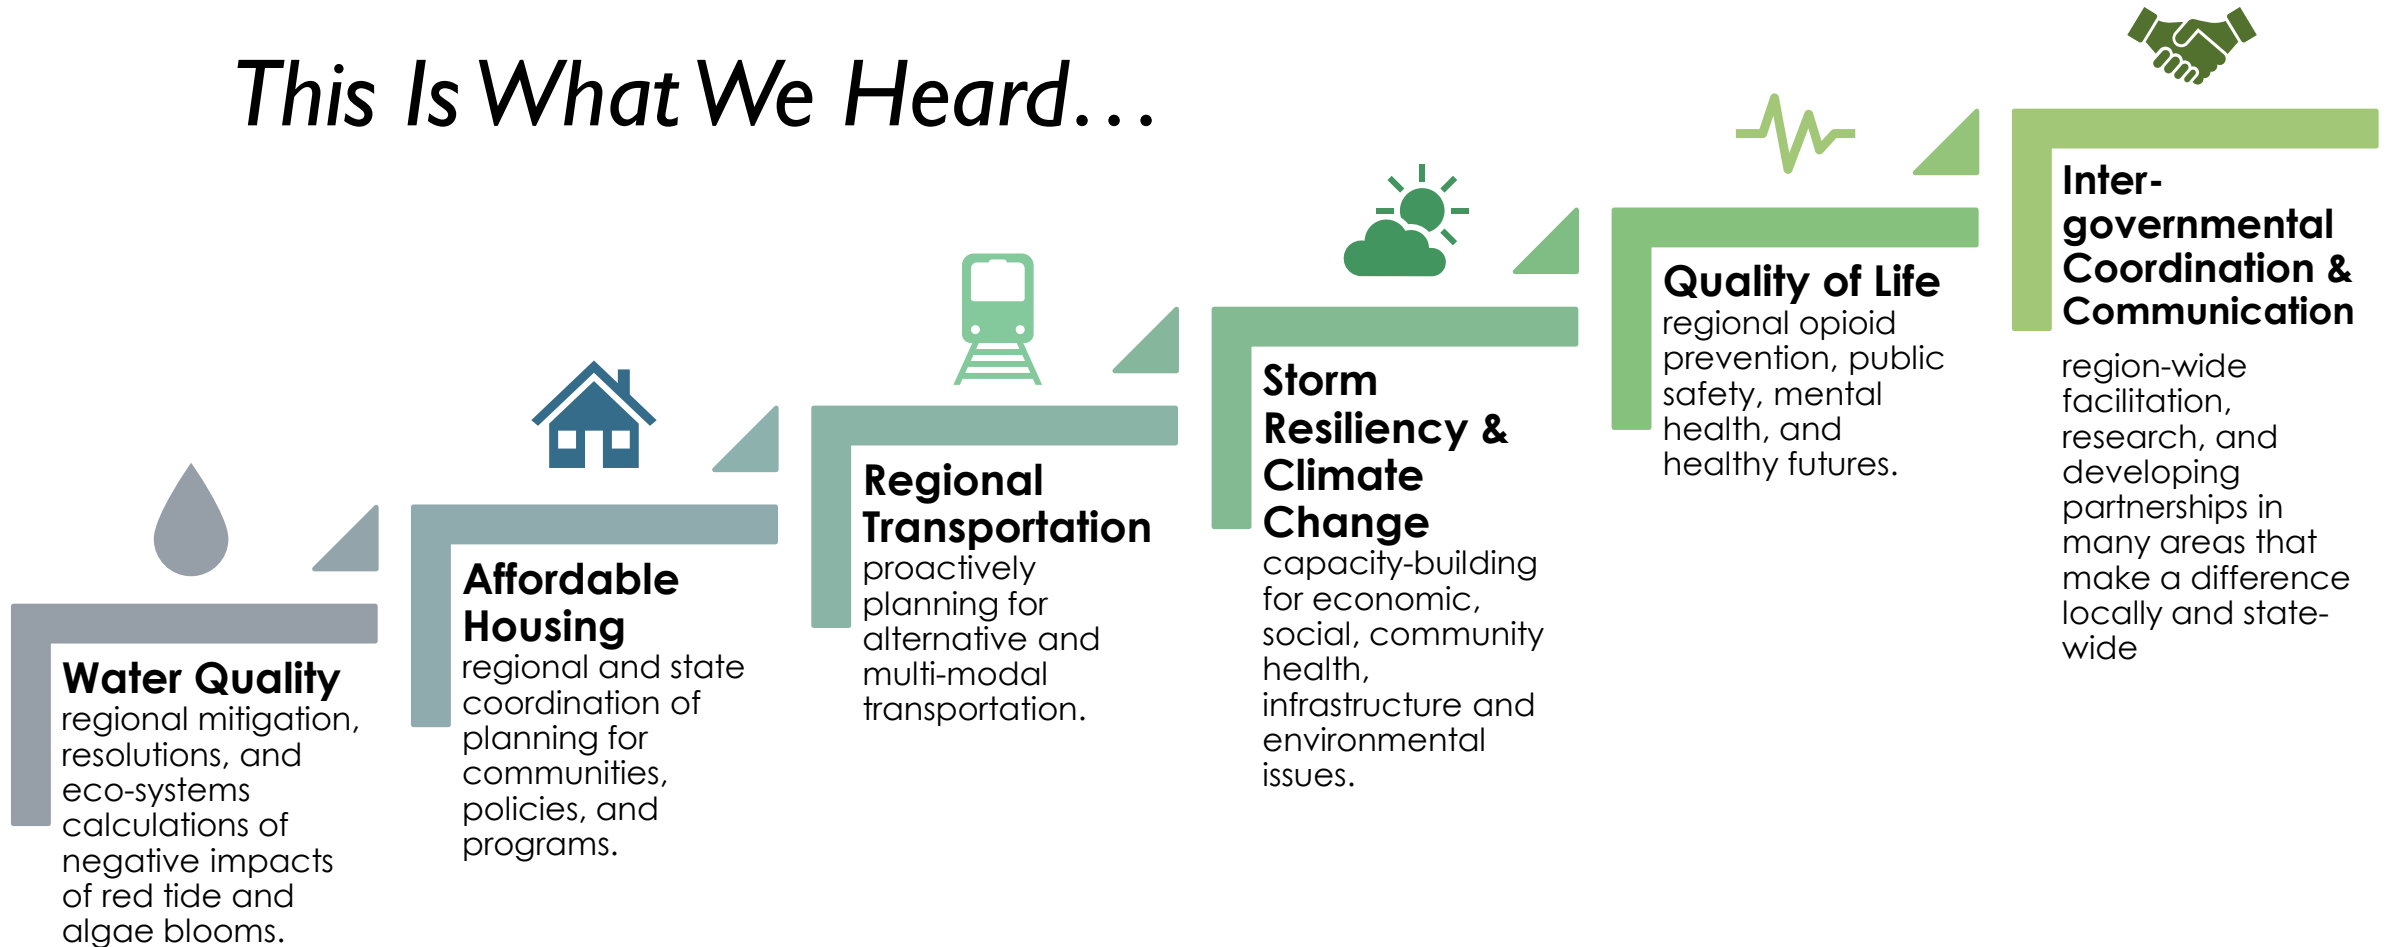 This Is What We Heard...
Water Quality
regional mitigation,
resolutions, and
eco-systems
calculations of
negative impacts
of red tide and
algae blooms.
Affordable
Housing
regional and state
coordination of
planning for
communities,
policies, and
programs.
Regional
Transportation
proactively
planning for
alternative and
multi-modal
transportation.
Storm
Resiliency &
Climate
Change
capacity-building
for economic,
social, community
health,
infrastructure and
environmental
issues.
Quality of Life
regional opioid
prevention, public
safety, mental
health, and
healthy futures.
Inter-
governmental
Coordination &
Communication
region-wide
facilitation,
research, and
developing
partnerships in
many areas that
make a difference
locally and state-
wide